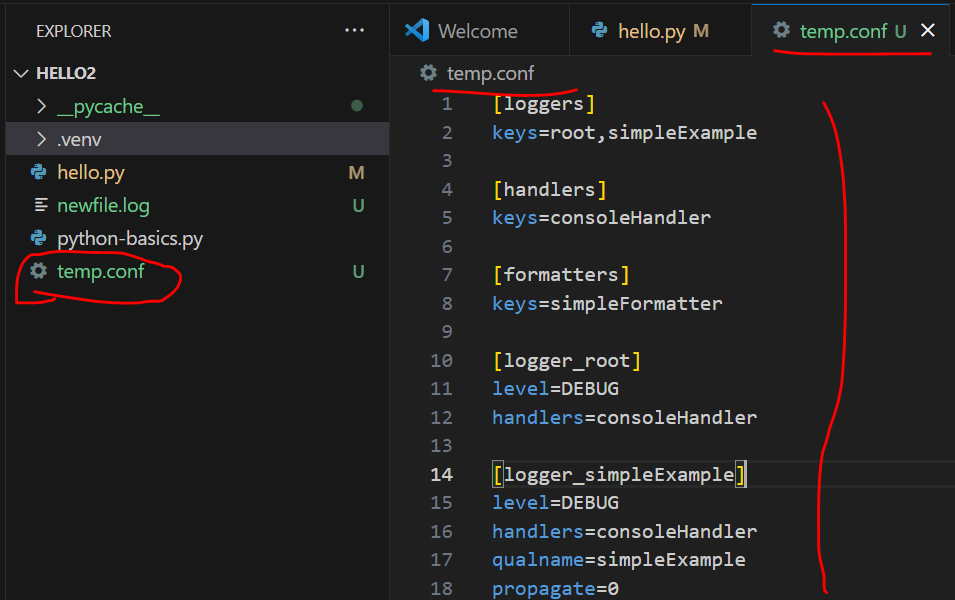 EXPLORER ...
HELLO2
__pycache__
.venv
hello.py M
newfile.log U
python-basics.py
temp.conf U
Welcome hello.py M temp.conf U
temp.conf
1 [loggers]
2 keys=root,simpleExample
3
4 [handlers]
5 keys=consoleHandler
6
7 [formatters]
8 keys=simpleFormatter
9
10 [logger_root]
11 level=DEBUG
12 handlers=consoleHandler
13
14 [logger_simpleExample]
15 level=DEBUG
16 handlers=consoleHandler
17 qualname=simpleExample
18 propagate=0